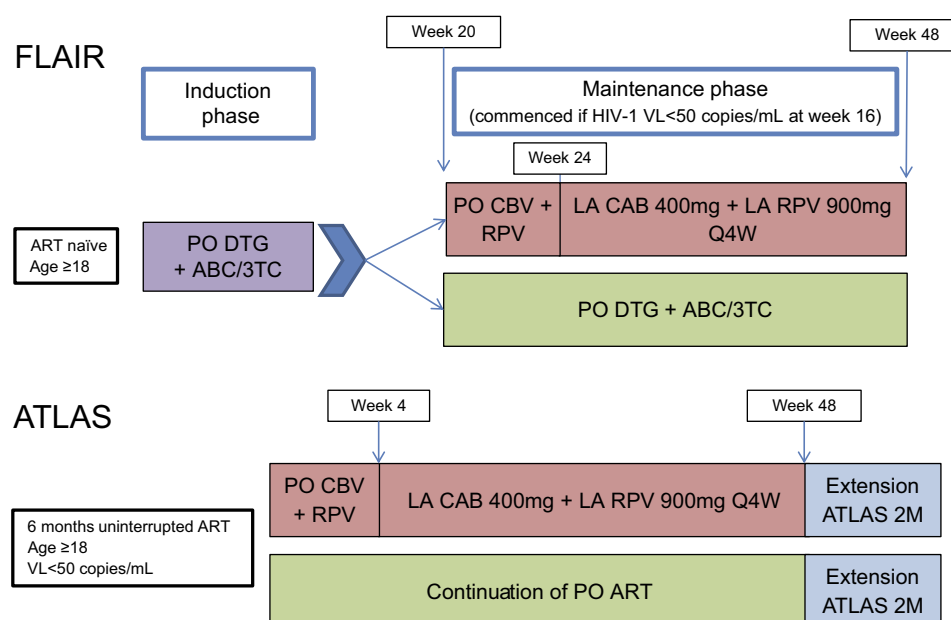 FLAIR
Week 20
Week 48
Induction
phase
Maintenance phase
(commenced if HIV-1 VL<50 copies/mL at week 16)
Week 24
ART naïve
Age ≥18
PO DTG
+ ABC/3TC
PO CBV +
RPV
LA CAB 400mg + LA RPV 900mg
Q4W
PO DTG + ABC/3TC
ATLAS
Week 4
Week 48
6 months uninterrupted ART
Age ≥18
VL<50 copies/mL
PO CBV
+ RPV
LA CAB 400mg + LA RPV 900mg Q4W
Extension
ATLAS 2M
Continuation of PO ART
Extension
ATLAS 2M